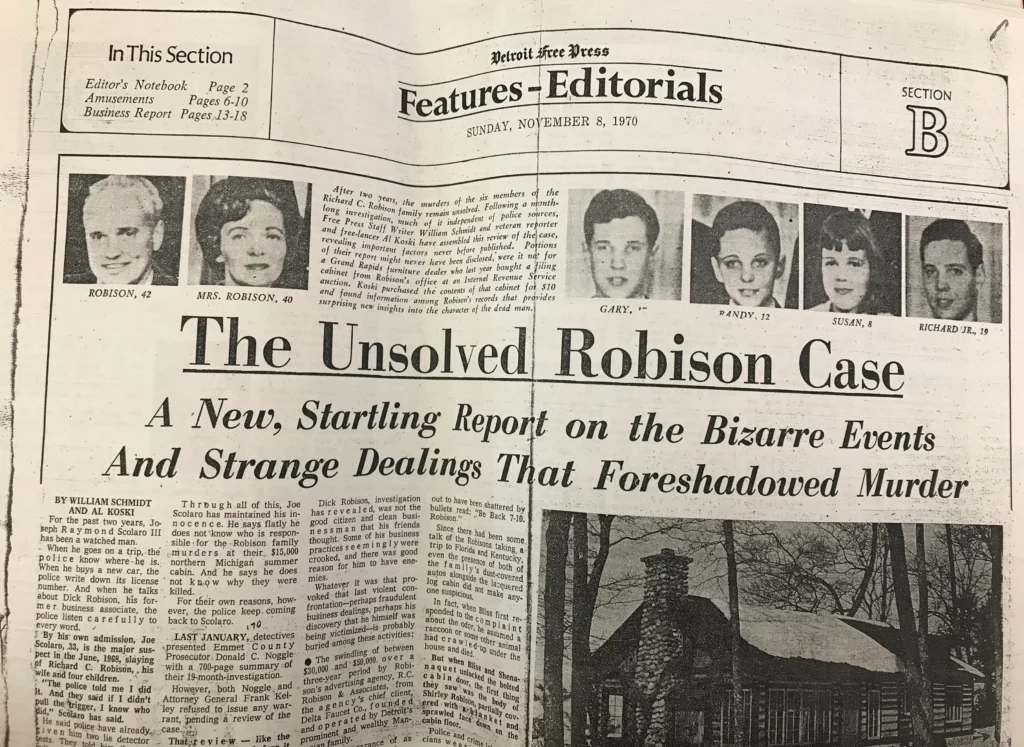 In This Section
Editor's Notebook Page 2
Amusements Pages 6-10
Business Report Pages 13-18
Detroit Free Press
Features-Editorials
SUNDAY, NOVEMBER 8, 1970
SECTION
B
ROBISON, 42
MRS. ROBISON, 40
After two years, the murders of the six members of the
Richard C. Robison family remain unsolved. Following a month-
long investigation, much of it independent of police sources,
Free Press Staff Writer William Schmidt and veteran reporter
and free-lancer Al Koski have assembled this review of the case,
revealing important factors never before published. Portions
of their report might never have been disclosed, were it not for
a Grand Rapids furniture dealer who last year bought a filing
cabinet from Robison's office at an Internal Revenue Service
auction. Koski purchased the contents of that cabinet for $10
and found information among Robison's records that provides
surprising new insights into the character of the dead man.
GARY,
RANDY, 12
SUSAN, 8
RICHARD JR., 19
The Unsolved Robison Case
A New, Startling Report on the Bizarre Events
And Strange Dealings That Foreshadowed Murder
BY WILLIAM SCHMIDT
AND AL KOSKI
For the past two years, Jo-
seph Raymond Scolaro III
has been a watched man.
When he goes on a trip, the
police know where he is.
When he buys a new car, the
police write down its license
number. And when he talks
about Dick Robison, his for-
mer business associate, the
police listen carefully to
every word.
By his own admission, Joe
Scolaro, 33, is the major sus-
pect in the June, 1968, slaying
of Richard C. Robison, his
wife and four children.
"The police told me I did
it. And they said if I didn't
pull the trigger, I know who
did," Scolaro has said.
He said police have already
given him two lie detector
tests. They told him
Through all of this, Joe
Scolaro has maintained his in-
nocence. He says flatly he
does not know who is respon-
sible for the Robison family
murders at their $15,000
northern Michigan summer
cabin. And he says he does
not know why they were
killed.
For their own reasons, how-
ever, the police keep coming
back to Scolaro.
'70
LAST JANUARY, detectives
presented Emmet County
Prosecutor Donald C. Noggle
with a 700-page summary of
their 19-month-investigation.
However, both Noggle and
Attorney General Frank Kel-
ley refused to issue any war-
rant, pending a review of the
case.
That review — like the
Dick Robison, investigation
has revealed, was not the
good citizen and clean busi-
nessman that his friends
thought. Some of his business
practices seemingly were
crooked, and there was good
reason for him to have ene-
mies.
Whatever it was that pro-
voked that last violent con-
frontation—perhaps fraudulent
business dealings, perhaps his
discovery that he himself was
being victimized—is probably
buried among these activities:
● The swindling of between
$30,000 and $50,000 over a
three-year period by Robi-
son's advertising agency, R.C.
Robison & Associates, from
the agency's chief client,
Delta Faucet Co., founded
and operated by Detroit's
prominent and wealthy Man-
oogian family.
out to have been shattered by
bullets read: "Be Back 7-10.
Robison."
Since there had been some
talk of the Robisons taking a
trip to Florida and Kentucky,
even the presence of both of
the family's dust-covered
autos alongside the lacquered
log cabin did not make any-
one suspicious.
In fact, when Bliss first re-
sponded to the complaint
about the odor, he assumed a
raccoon or some other animal
had crawled up under the
house and died.
But when Bliss and Shena-
naquet unlocked the bolted
cabin door, the first thing
they saw was the body of
Shirley Robison, partially cov-
ered with a blanket and
sprawled face down on the
cabin floor.
Police and crime